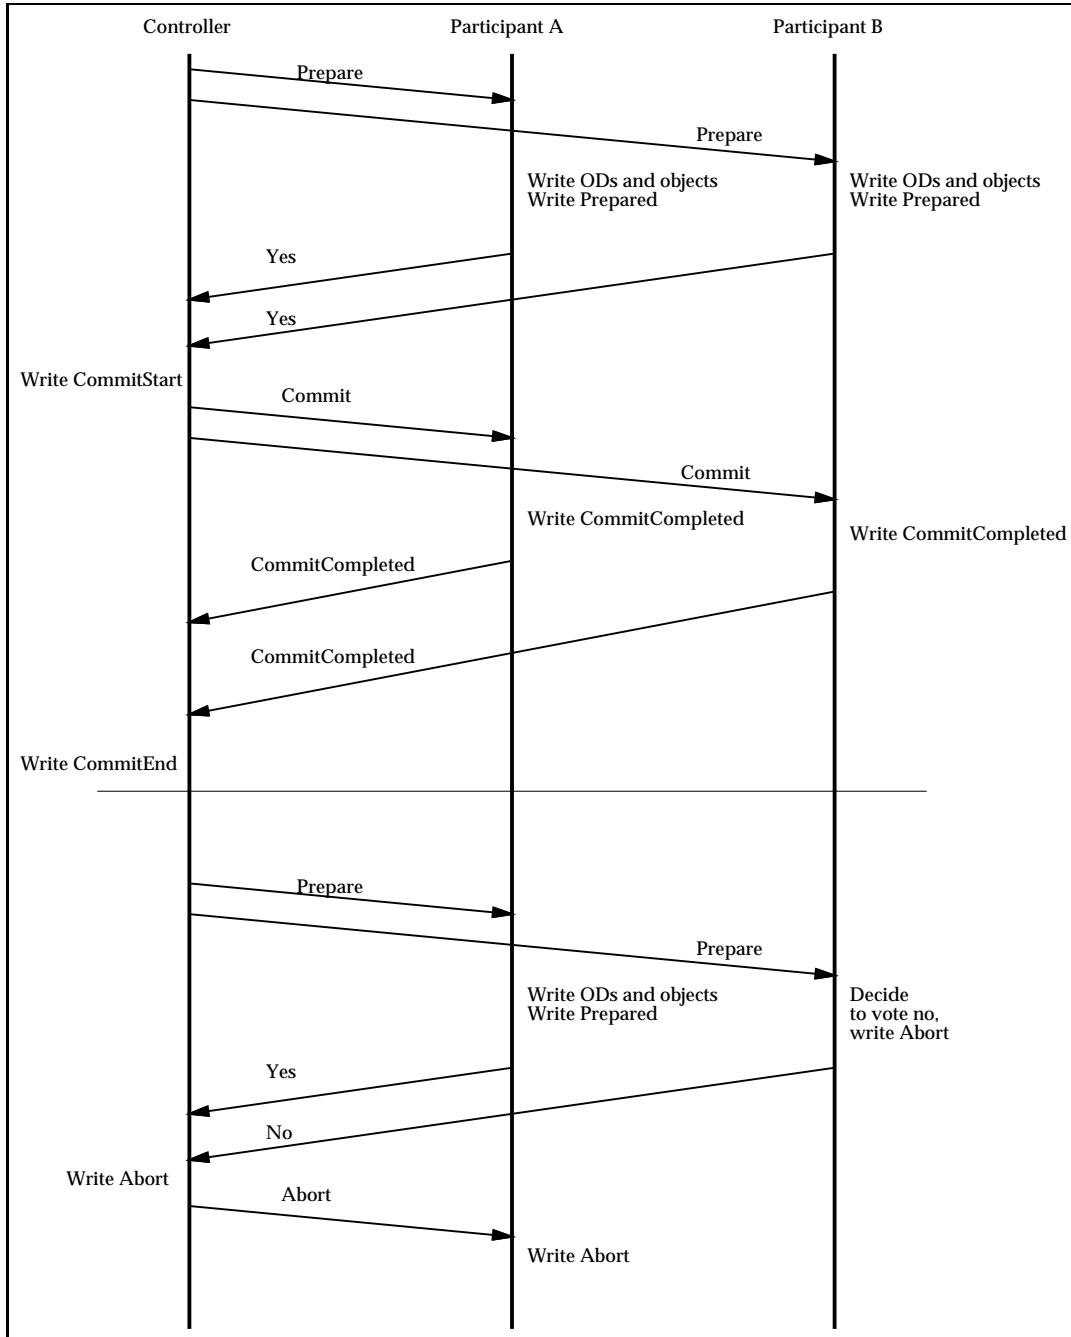 Controller
Participant A
Participant B
Prepare
Prepare
Write ODs and objects
Write Prepared
Write ODs and objects
Write Prepared
Yes
Yes
Write CommitStart
Commit
Commit
Write CommitCompleted
Write CommitCompleted
CommitCompleted
CommitCompleted
Write CommitEnd
Prepare
Prepare
Write ODs and objects
Write Prepared
Decide
to vote no,
write Abort
Yes
No
Write Abort
Abort
Write Abort